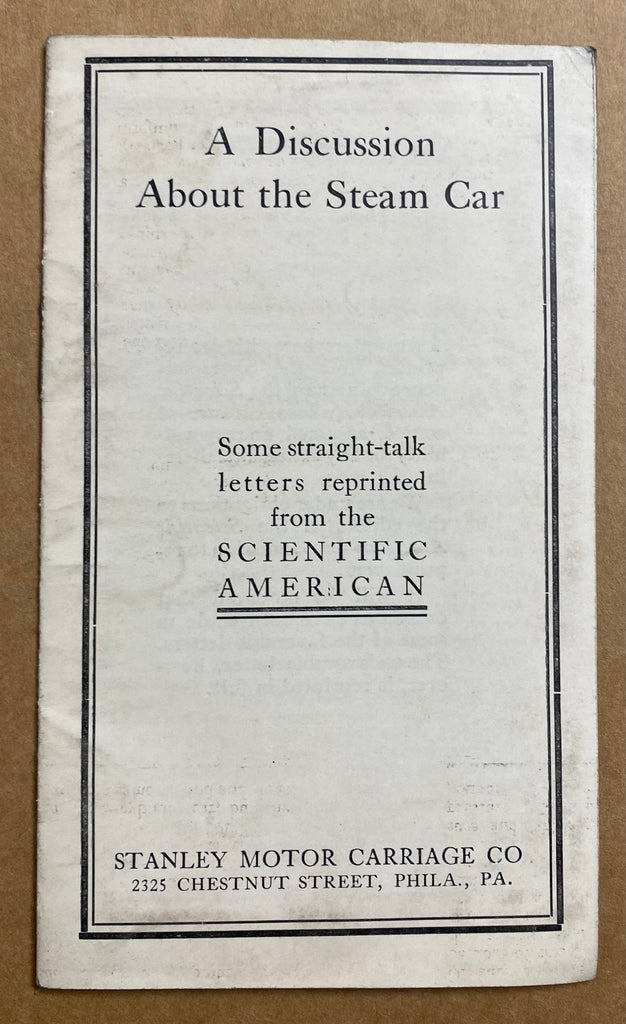 A Discussion
About the Steam Car
Some straight-talk
letters reprinted
from the
SCIENTIFIC
AMERICAN
STANLEY MOTOR CARRIAGE CO
2325 CHESTNUT STREET, PHILA., PA.